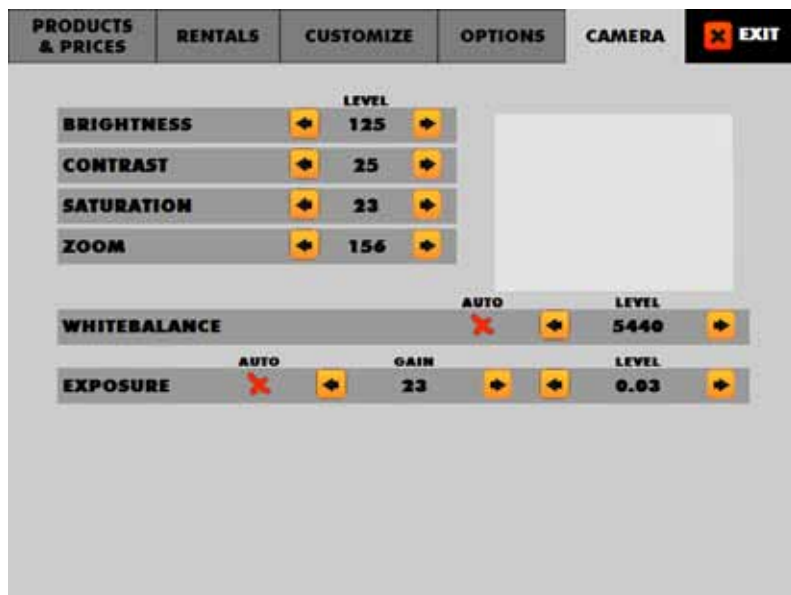 PRODUCTS
& PRICES
RENTALS
CUSTOMIZE
OPTIONS
CAMERA
EXIT
LEVEL
BRIGHTNESS 125
CONTRAST 25
SATURATION 23
ZOOM 156
AUTO LEVEL
WHITEBALANCE 5440
AUTO GAIN LEVEL
EXPOSURE 23 0.03